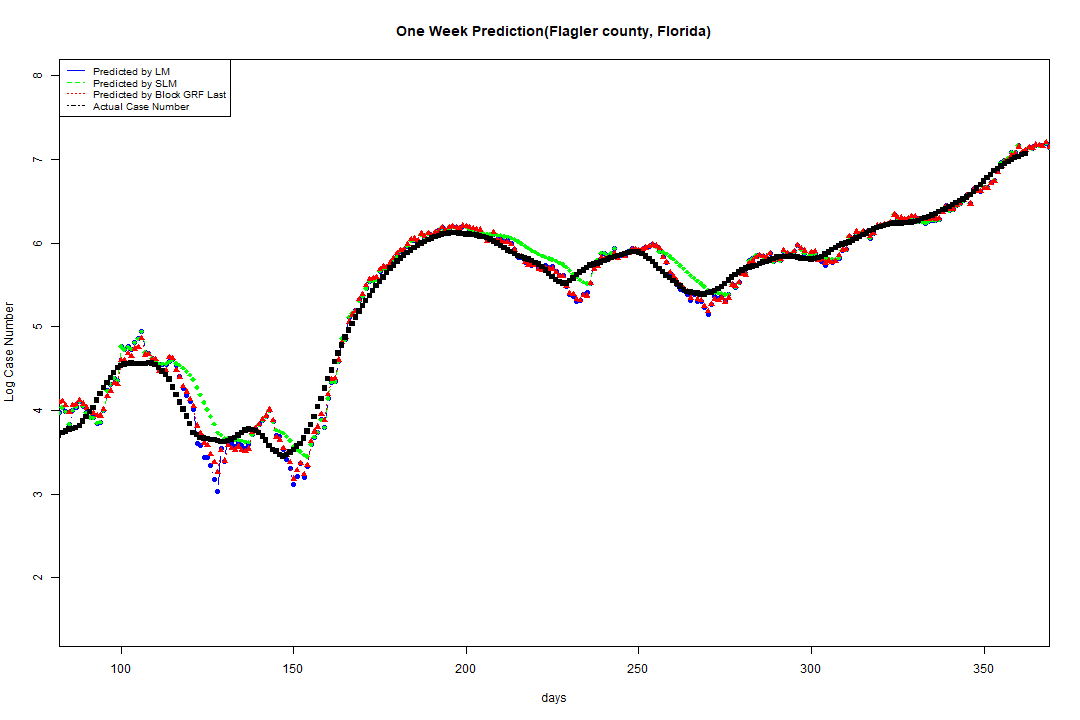 One Week Prediction(Flagler county, Florida)
Predicted by LM
Predicted by SLM
Predicted by Block GRF Last
Actual Case Number
8
7
6
5
4
3
2
Log Case Number
100 150 200 250 300 350
days